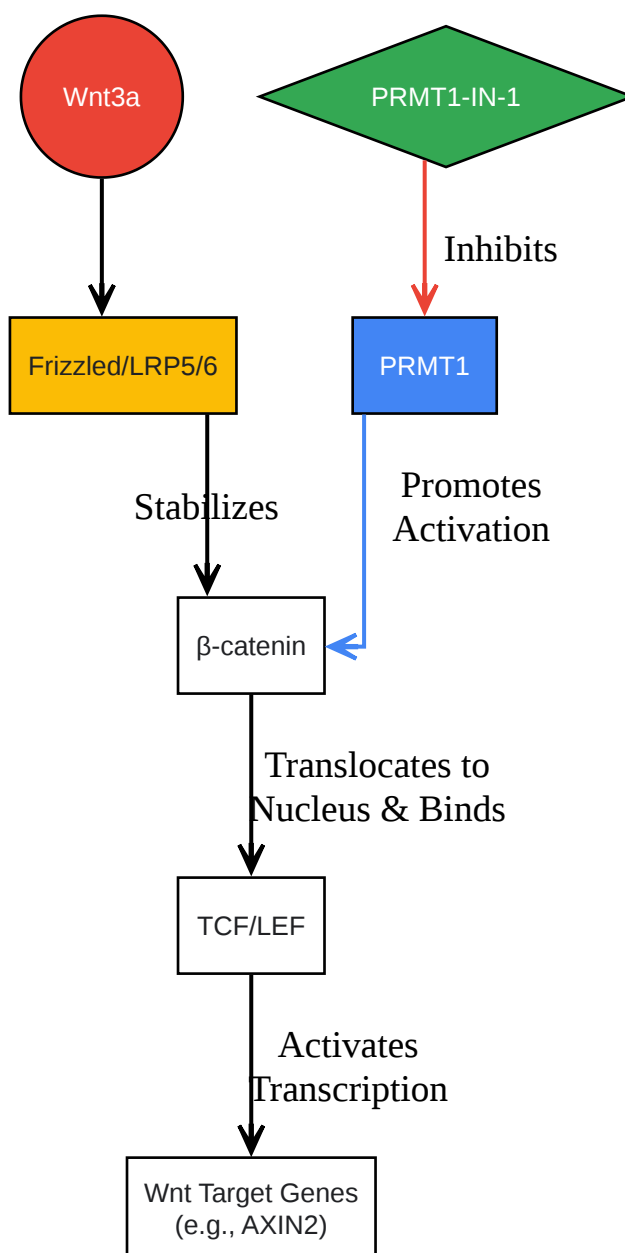 Wnt3a
PRMT1-IN-1
Inhibits
Frizzled/LRP5/6
PRMT1
Stabilizes
Promotes
Activation
β-catenin
Translocates to
Nucleus & Binds
TCF/LEF
Activates
Transcription
Wnt Target Genes
(e.g., AXIN2)